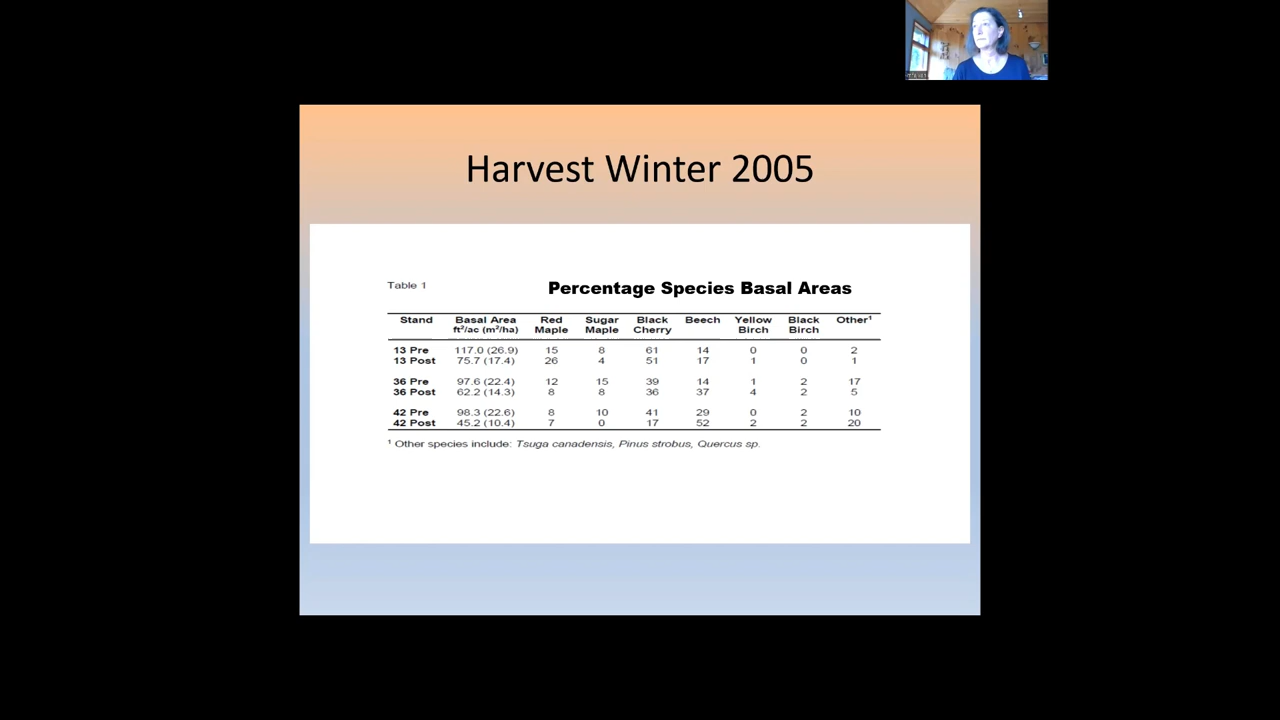 Harvest Winter 2005
Table 1 Percentage Species Basal Areas
Stand Basal Area ft²/ac (m²/ha) Red Maple Sugar Maple Black Cherry Beech Yellow Birch Black Birch Other¹
13 Pre 117.0 (26.9) 15 8 61 14 0 0 2
13 Post 75.7 (17.4) 26 4 51 17 1 0 1
36 Pre 97.6 (22.4) 12 15 39 14 1 2 17
36 Post 62.2 (14.3) 8 8 36 37 4 2 5
42 Pre 98.3 (22.6) 8 10 41 29 0 2 10
42 Post 45.2 (10.4) 7 0 17 52 2 2 20
¹ Other species include: Tsuga canadensis, Pinus strobus, Quercus sp.